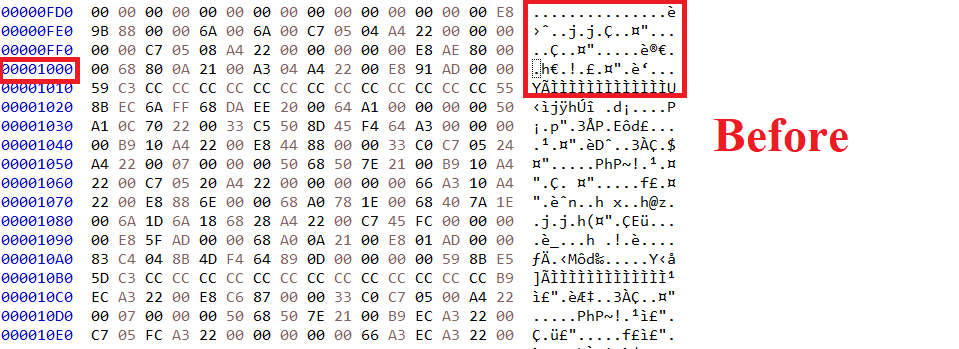 00000FD0 00 00 00 00 00 00 00 00 00 00 00 00 00 00 00 E8 ...............è
00000FE0 9B 88 00 00 6A 00 6A 00 C7 05 04 A4 22 00 00 00 ›ˆ..j.j.Ç..¤"...
00000FF0 00 00 C7 05 08 A4 22 00 00 00 00 00 E8 AE 80 00 ..Ç..¤".....è®€.
00001000 00 68 80 0A 21 00 A3 04 A4 22 00 E8 91 AD 00 00 .h€.!.£.¤".è‘...
00001010 59 C3 CC CC CC CC CC CC CC CC CC CC CC CC CC 55 YÃÌÌÌÌÌÌÌÌÌÌÌÌÌU
00001020 8B EC 6A FF 68 DA EE 20 00 64 A1 00 00 00 00 50 ‹ìjÿhÚî .d¡....P
00001030 A1 0C 70 22 00 33 C5 50 8D 45 F4 64 A3 00 00 00 ¡.p".3ÅP.Eôd£...
00001040 00 B9 10 A4 22 00 E8 44 88 00 00 33 C0 C7 05 24 .¹.¤".èDˆ..3ÀÇ.$
00001050 A4 22 00 07 00 00 00 50 68 50 7E 21 00 B9 10 A4 ¤".....PhP~!.¹.¤
00001060 22 00 C7 05 20 A4 22 00 00 00 00 00 66 A3 10 A4 ".Ç. ¤".....f£.¤
00001070 22 00 E8 88 6E 00 00 68 A0 78 1E 00 68 40 7A 1E ".èˆn..h x..h@z.
00001080 00 6A 1D 6A 18 68 28 A4 22 00 C7 45 FC 00 00 00 .j.j.h(¤".ÇEü...
00001090 00 E8 5F AD 00 00 68 A0 0A 21 00 E8 01 AD 00 00 .è_...h .!.è....
000010A0 83 C4 04 8B 4D F4 64 89 0D 00 00 00 00 59 8B E5 ƒÄ.‹Môd‰.....Y‹å
000010B0 5D C3 CC CC CC CC CC CC CC CC CC CC CC CC CC B9 ]ÃÌÌÌÌÌÌÌÌÌÌÌÌÌ¹
000010C0 EC A3 22 00 E8 C6 87 00 00 33 C0 C7 05 00 A4 22 ì£".èÆ‡..3ÀÇ..¤"
000010D0 00 07 00 00 00 50 68 50 7E 21 00 B9 EC A3 22 00 .....PhP~!.¹ì£".
000010E0 C7 05 FC A3 22 00 00 00 00 00 66 A3 EC A3 22 00 Ç.ü£".....f£ì£".
Before